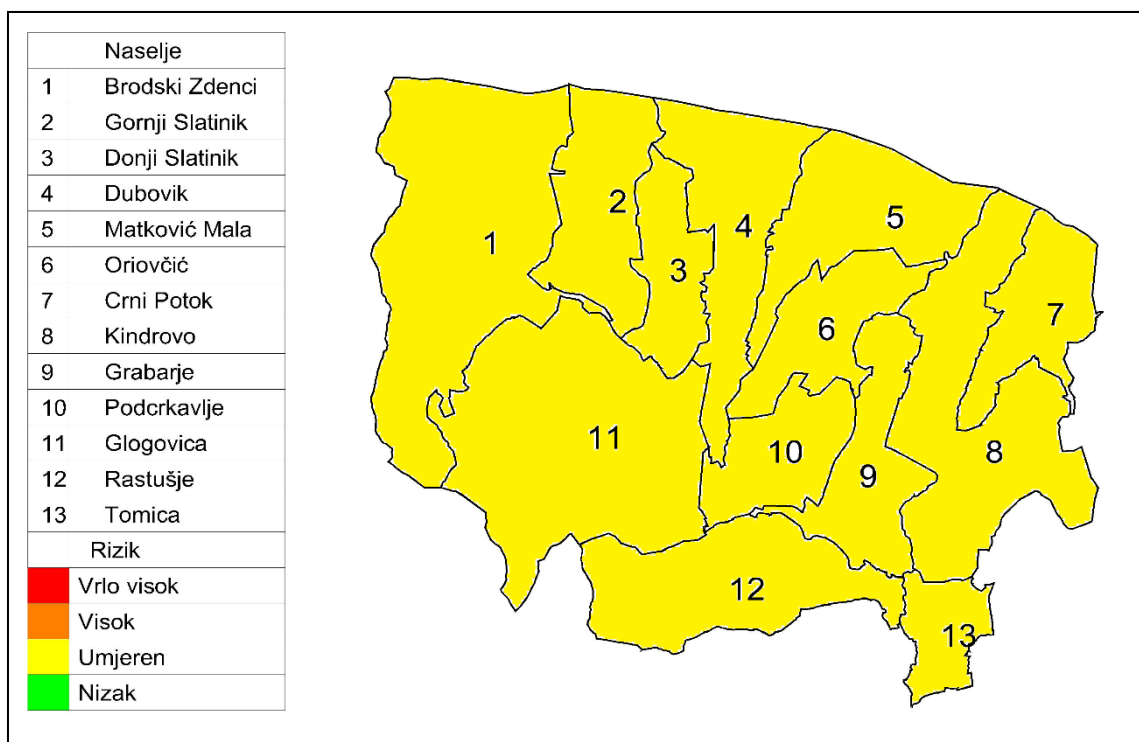 Naselje
1 Brodski Zdenci
2 Gornji Slatinik
3 Donji Slatinik
4 Dubovik
5 Matković Mala
6 Oriovčić
7 Crni Potok
8 Kindrovo
9 Grabarje
10 Podcrkavlje
11 Glogovica
12 Rastušje
13 Tomica
Rizik
Vrlo visok
Visok
Umjeren
Nizak
1
2
3
4
5
6
7
8
9
10
11
12
13